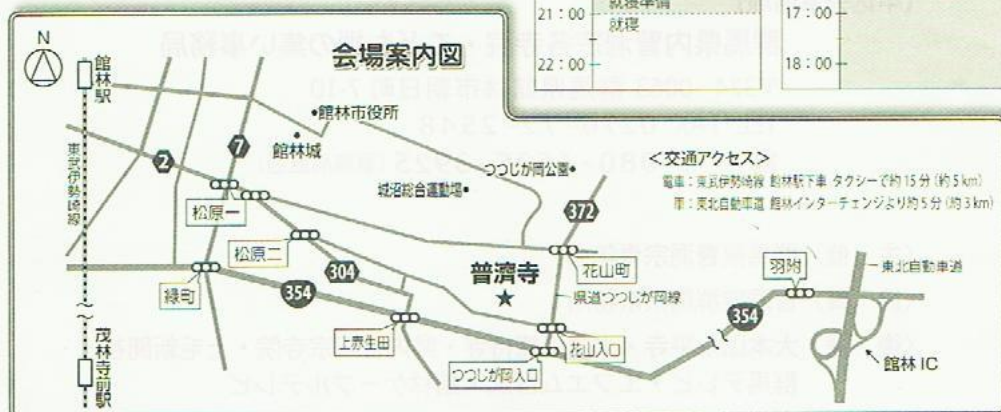 就寝準備
21:00
就寝
22:00
17:00
18:00
会場案内図
N
館林駅
東武伊勢崎線
茂林寺前駅
•館林市役所
館林城
つつじが岡公園•
城沼総合運動場•
2
7
372
松原一
松原二
304
緑町
354
普濟寺
★
花山町
県道つつじが岡線
上赤生田
つつじが岡入口
花山入口
354
羽附
東北自動車道
館林IC
<交通アクセス>
電車:東武伊勢崎線 館林駅下車 タクシーで約15分(約5km)
車:東北自動車道 館林インターチェンジより約5分(約3km)